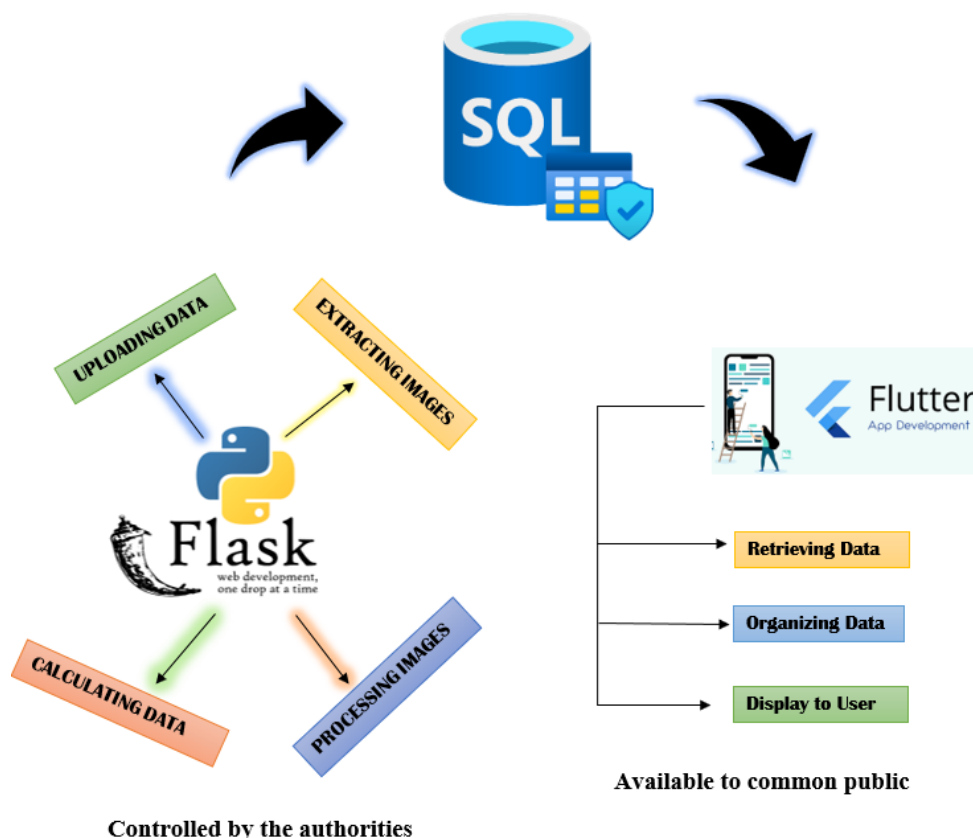 SQL
UPLOADING DATA
EXTRACTING IMAGES
Flask
web development,
one drop at a time
CALCULATING DATA
PROCESSING IMAGES
Controlled by the authorities
Flutter
App Development
Retrieving Data
Organizing Data
Display to User
Available to common public